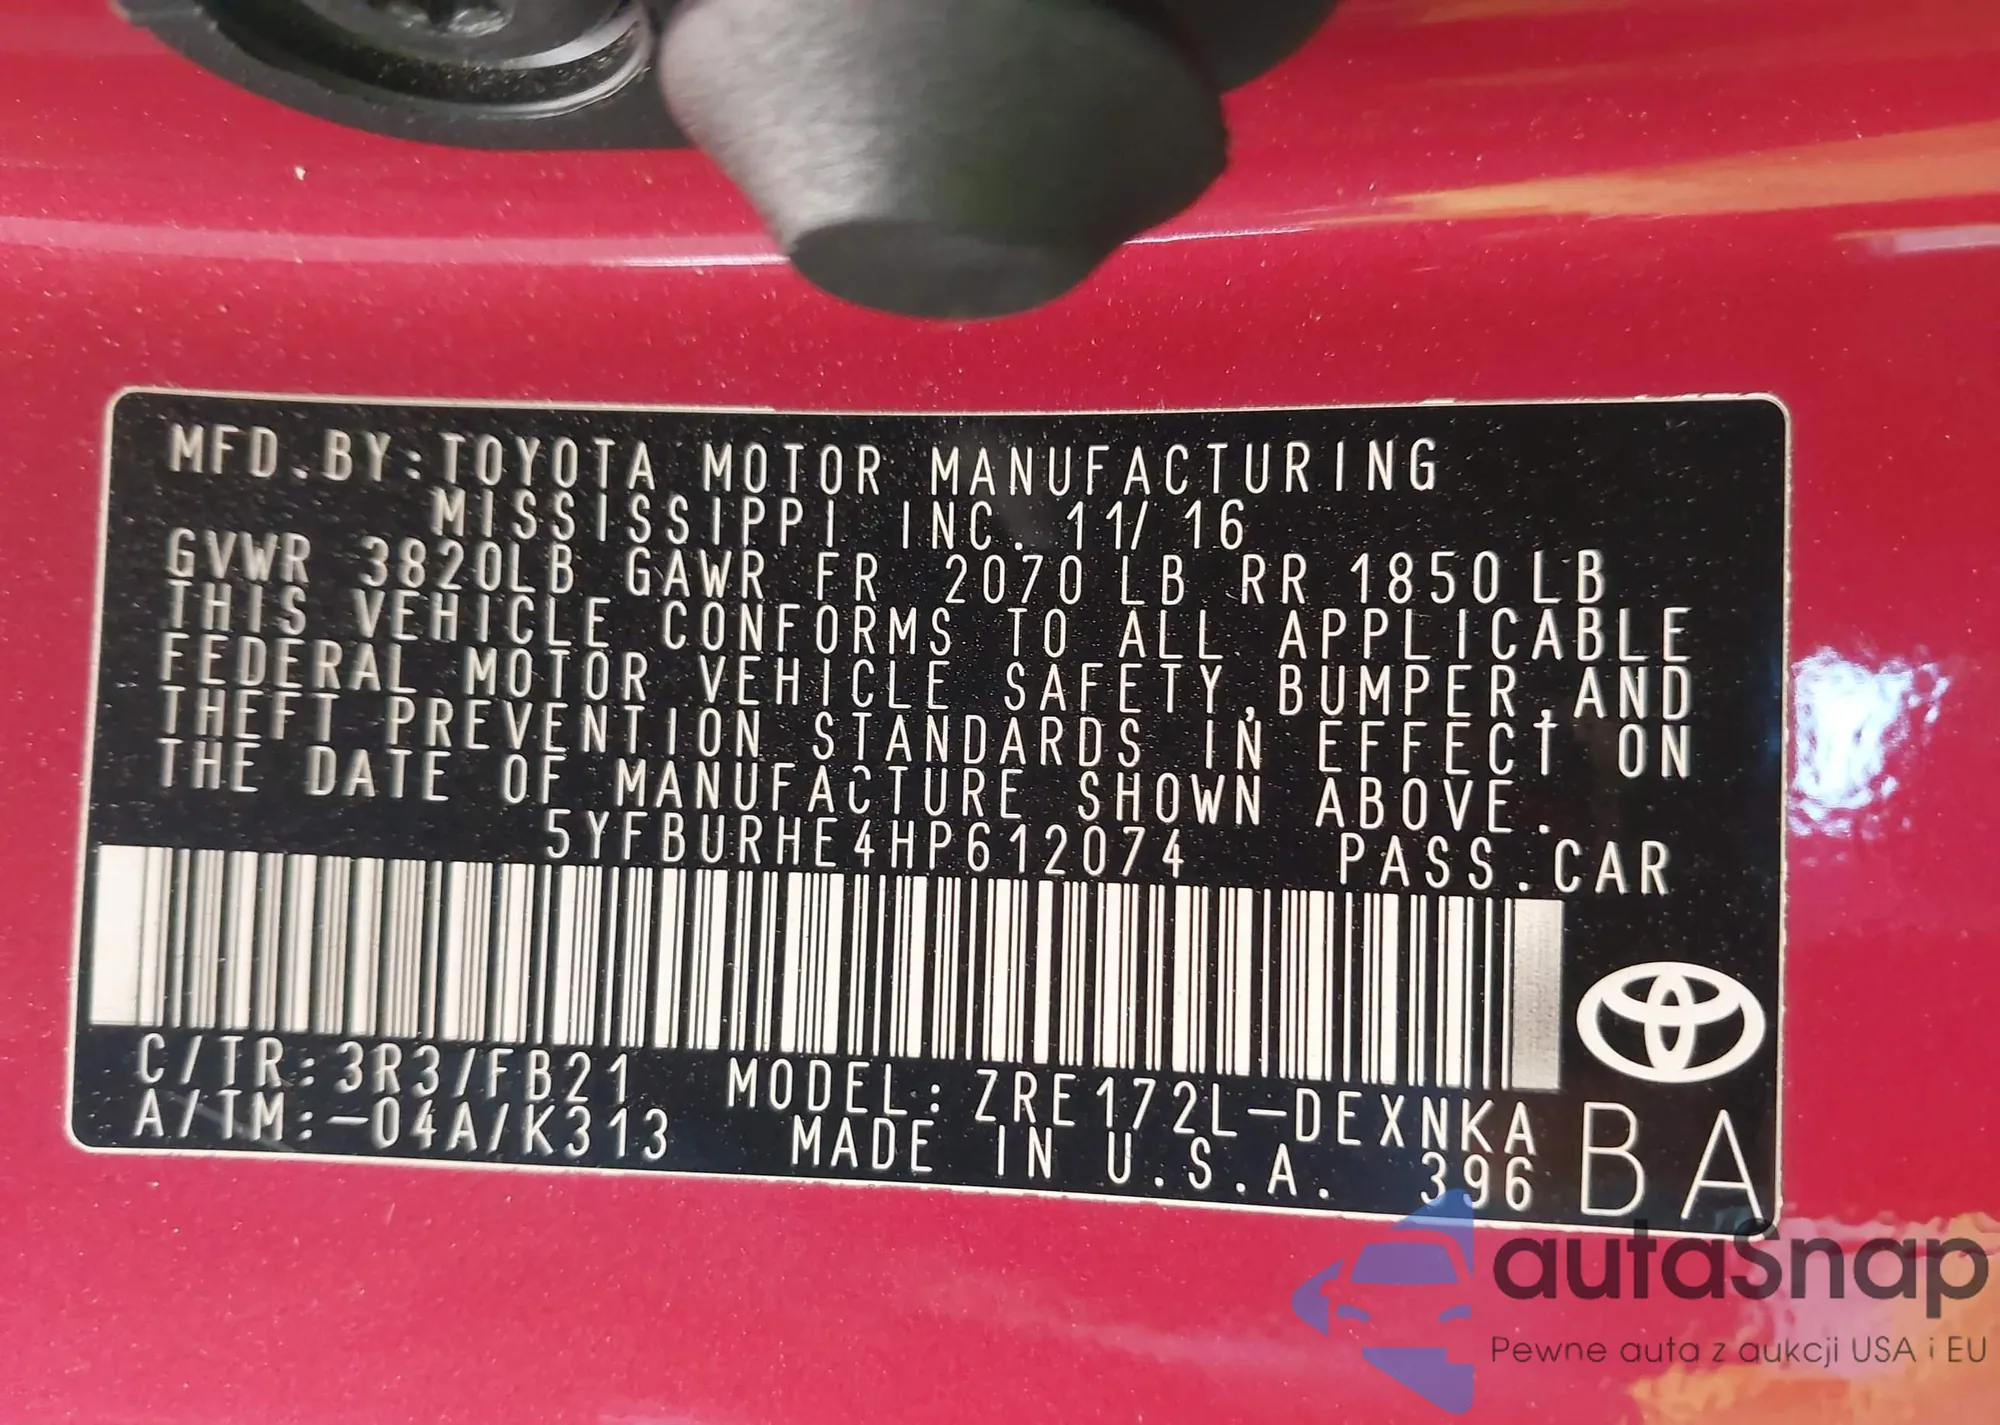 MFD.BY:TOYOTA MOTOR MANUFACTURING
MISSISSIPPI INC. 11/16
GVWR 3820LB GAWR FR 2070LB RR 1850LB
THIS VEHICLE CONFORMS TO ALL APPLICABLE
FEDERAL MOTOR VEHICLE SAFETY,BUMPER,AND
THEFT PREVENTION STANDARDS IN EFFECT ON
THE DATE OF MANUFACTURE SHOWN ABOVE.
5YFBURHE4HP612074 PASS.CAR
C/TR:3R3/FB21 MODEL:ZRE172L-DEXNKA
A/TM:-04A/K313 MADE IN U.S.A. 396
BA
autaSnap
Pewne auta z aukcji USA i EU